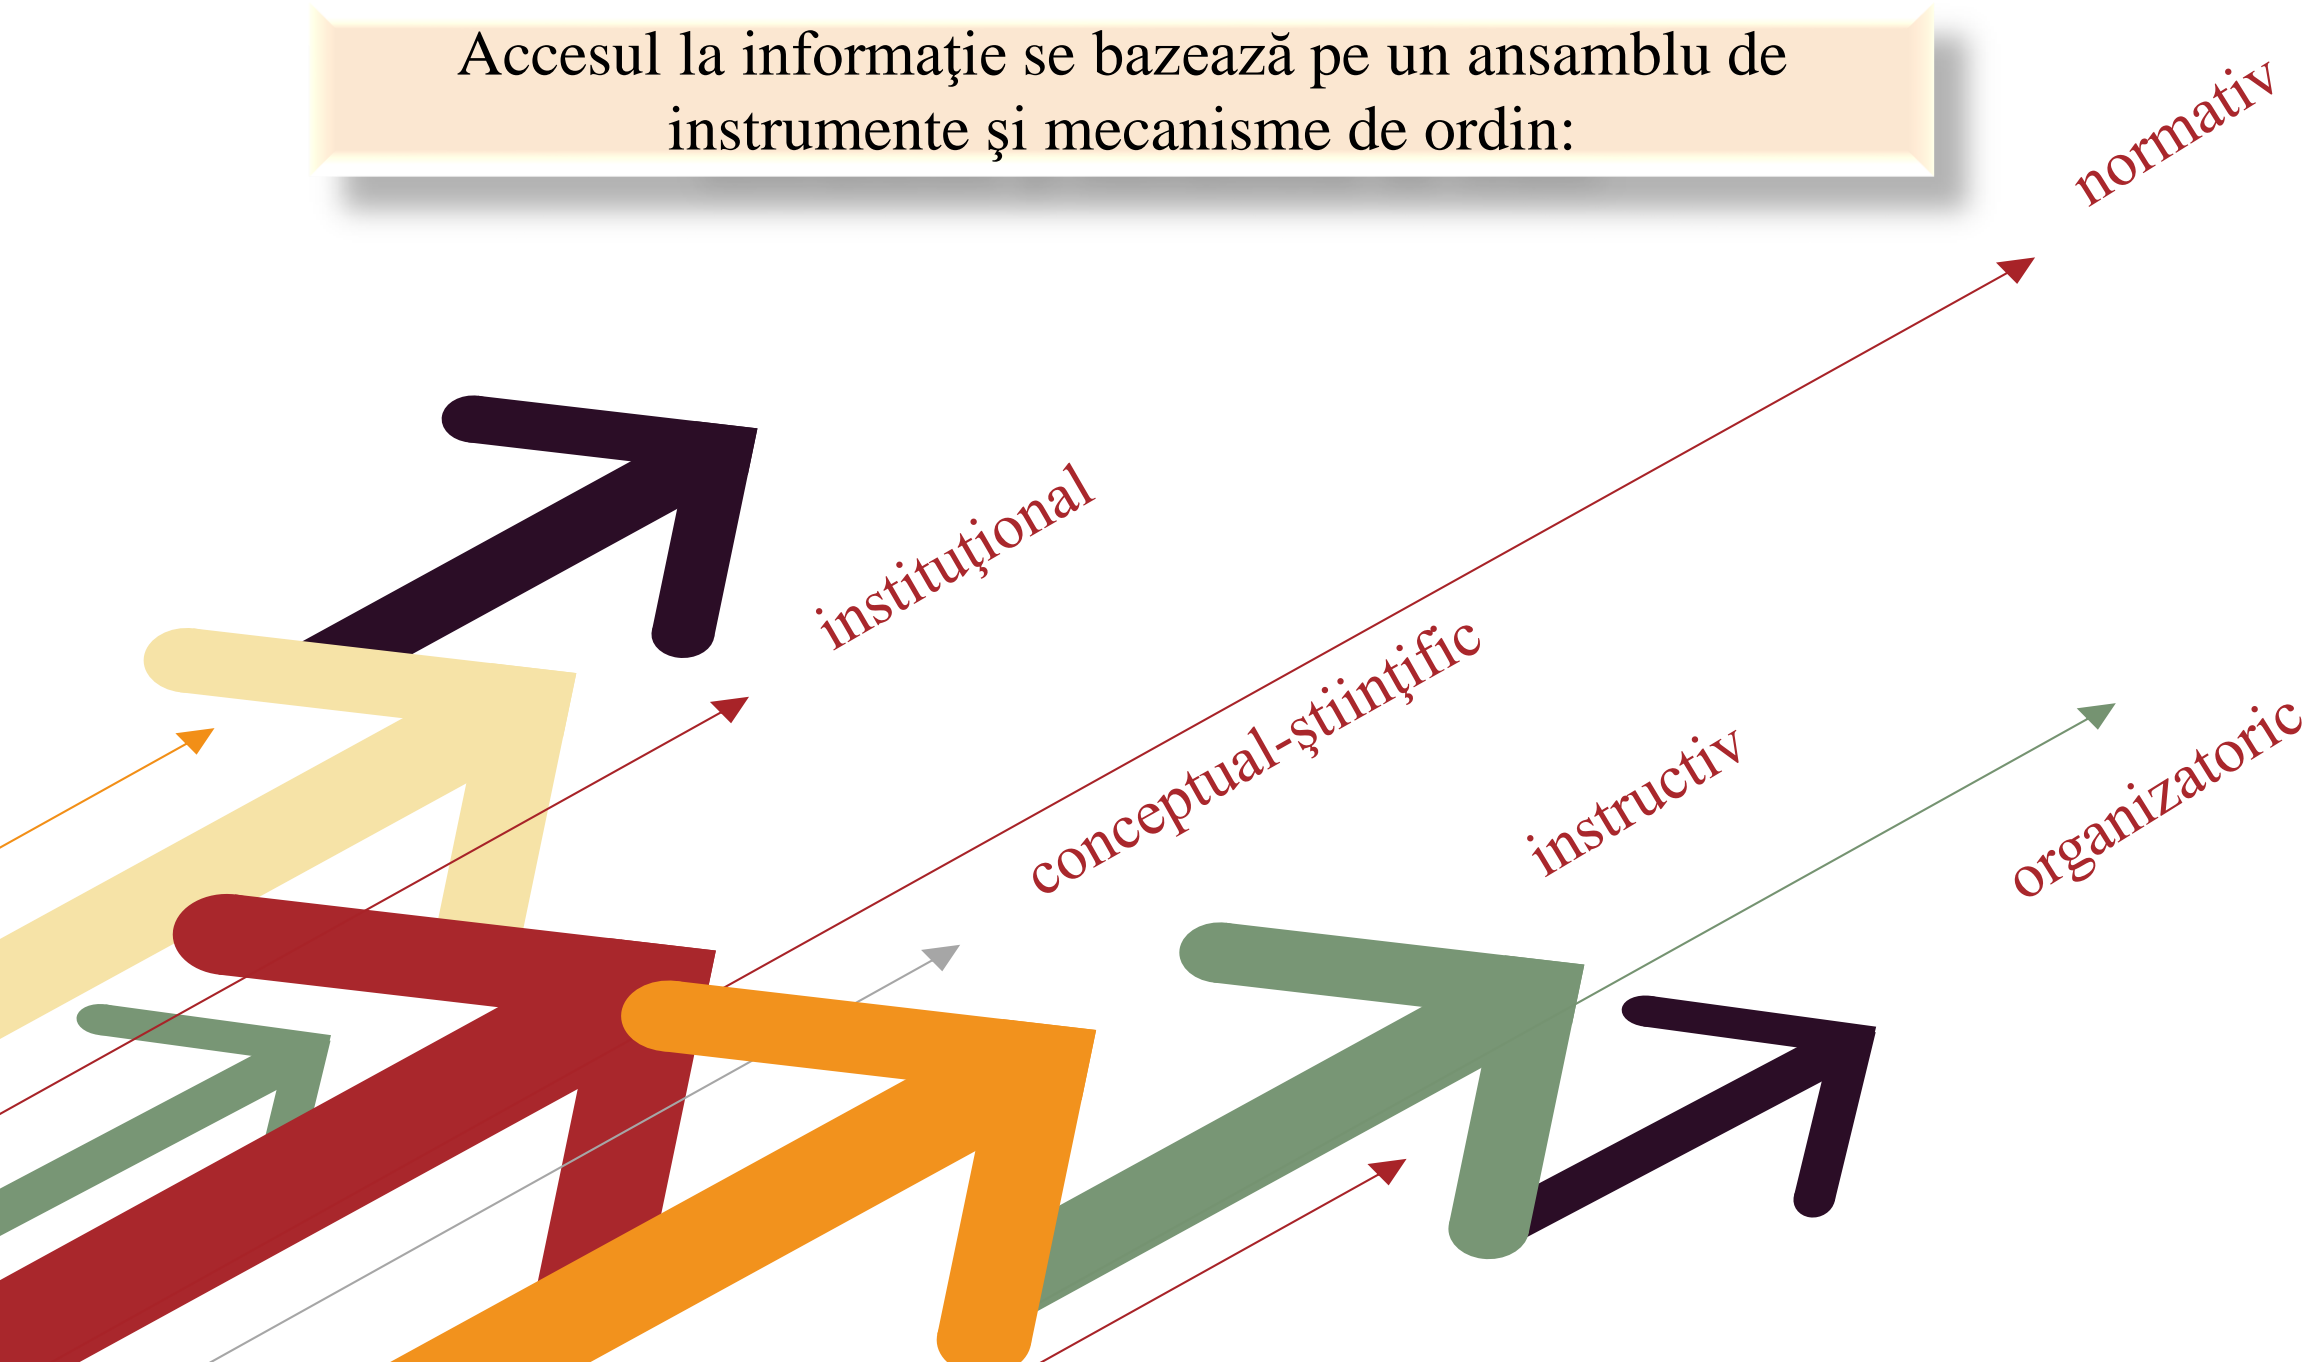 Accesul la informaţie se bazează pe un ansamblu de
instrumente şi mecanisme de ordin:
normativ
instituţional
conceptual-ştiinţific
instructiv
organizatoric